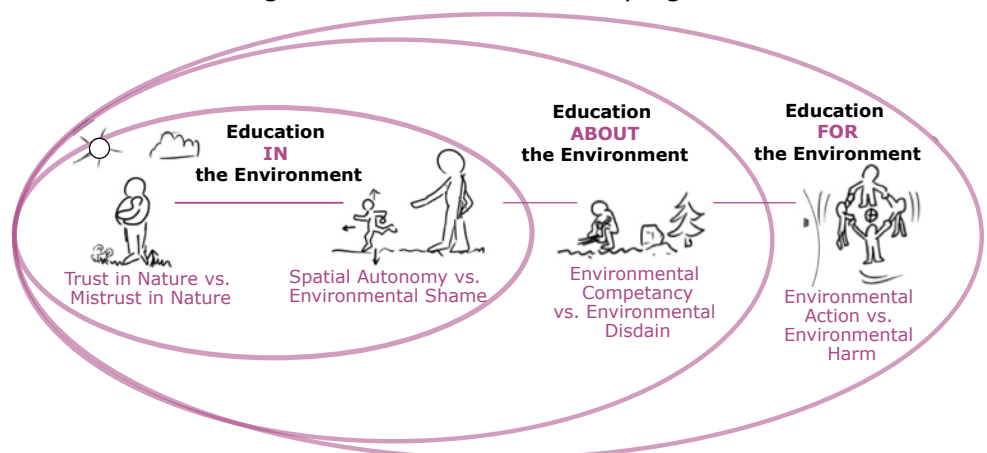 Education
IN
the Environment
Education
ABOUT
the Environment
Education
FOR
the Environment
Trust in Nature vs.
Mistrust in Nature
Spatial Autonomy vs.
Environmental Shame
Environmental
Competancy
vs. Environmental
Disdain
Environmental
Action vs.
Environmental
Harm